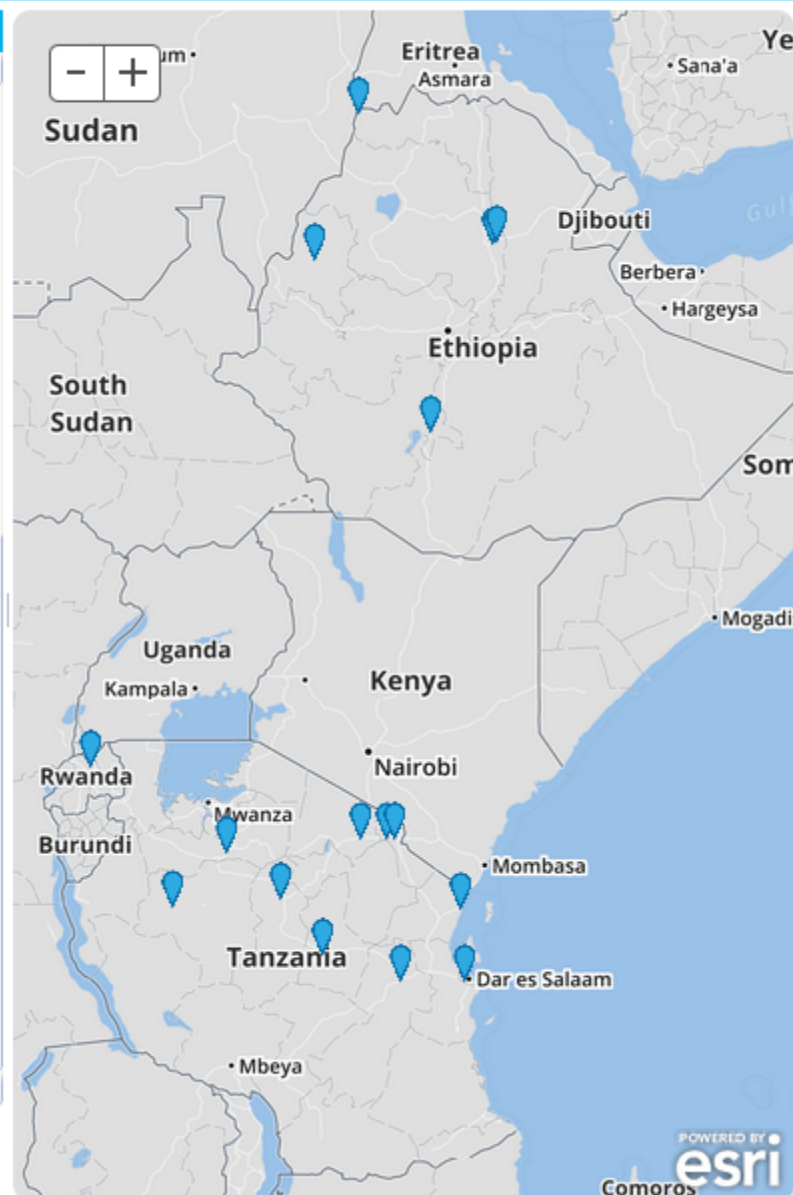 −
+
um
Eritrea
Asmara
Ye
Sana'a
Sudan
Djibouti
Gulf
Berbera
Hargeysa
Ethiopia
South
Sudan
Som
Mogadi
Uganda
Kampala
Kenya
Nairobi
Rwanda
Mwanza
Burundi
Mombasa
Tanzania
Dar es Salaam
Mbeya
POWERED BY
esri
Comoros